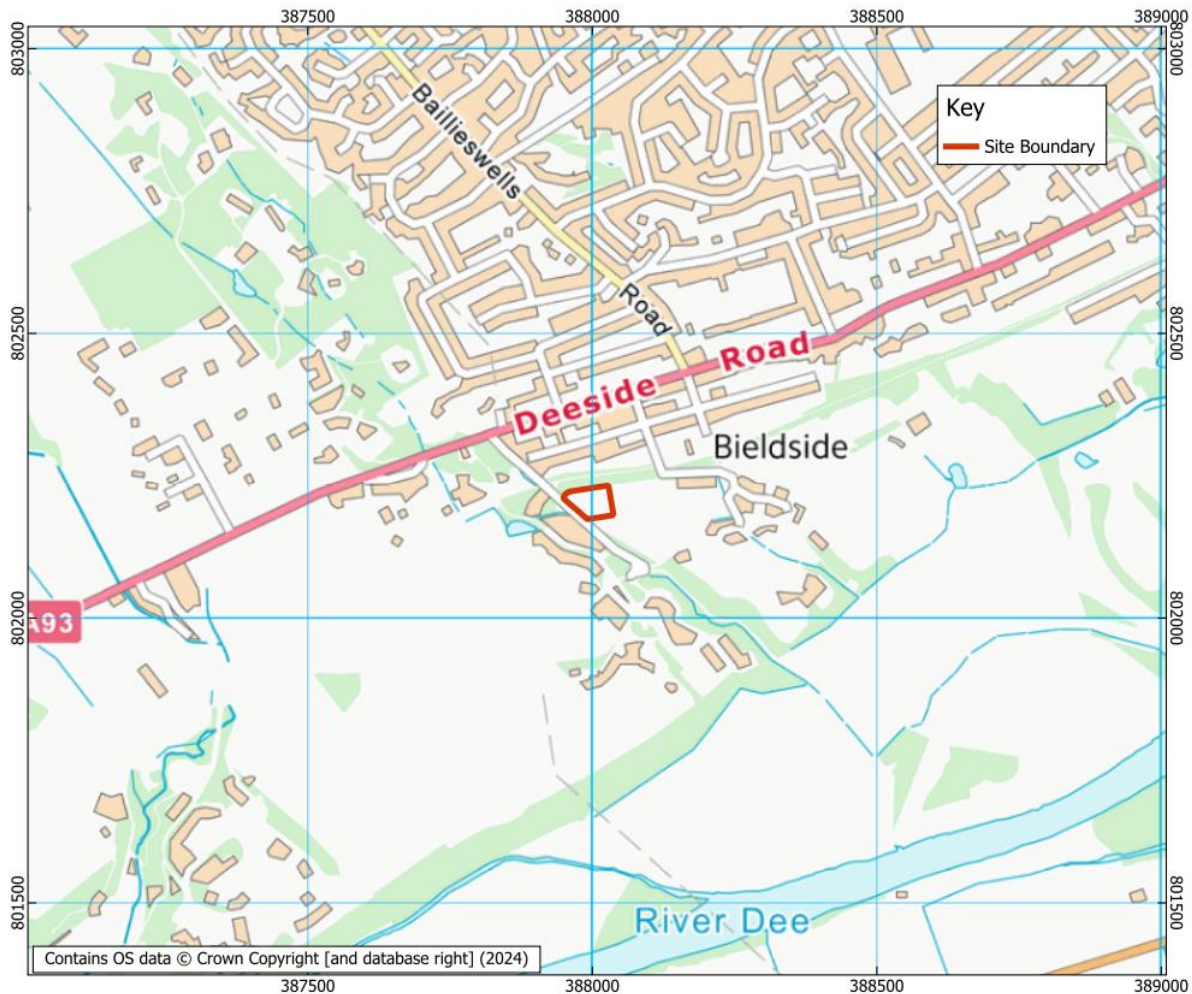 387500 388000 388500 389000
803000
803000
Key
Site Boundary
Bailliesswells
Road
802500
802500
Deeside Road
Bieldside
802000
802000
A93
801500
801500
River Dee
Contains OS data © Crown Copyright [and database right] (2024)
387500 388000 388500 389000